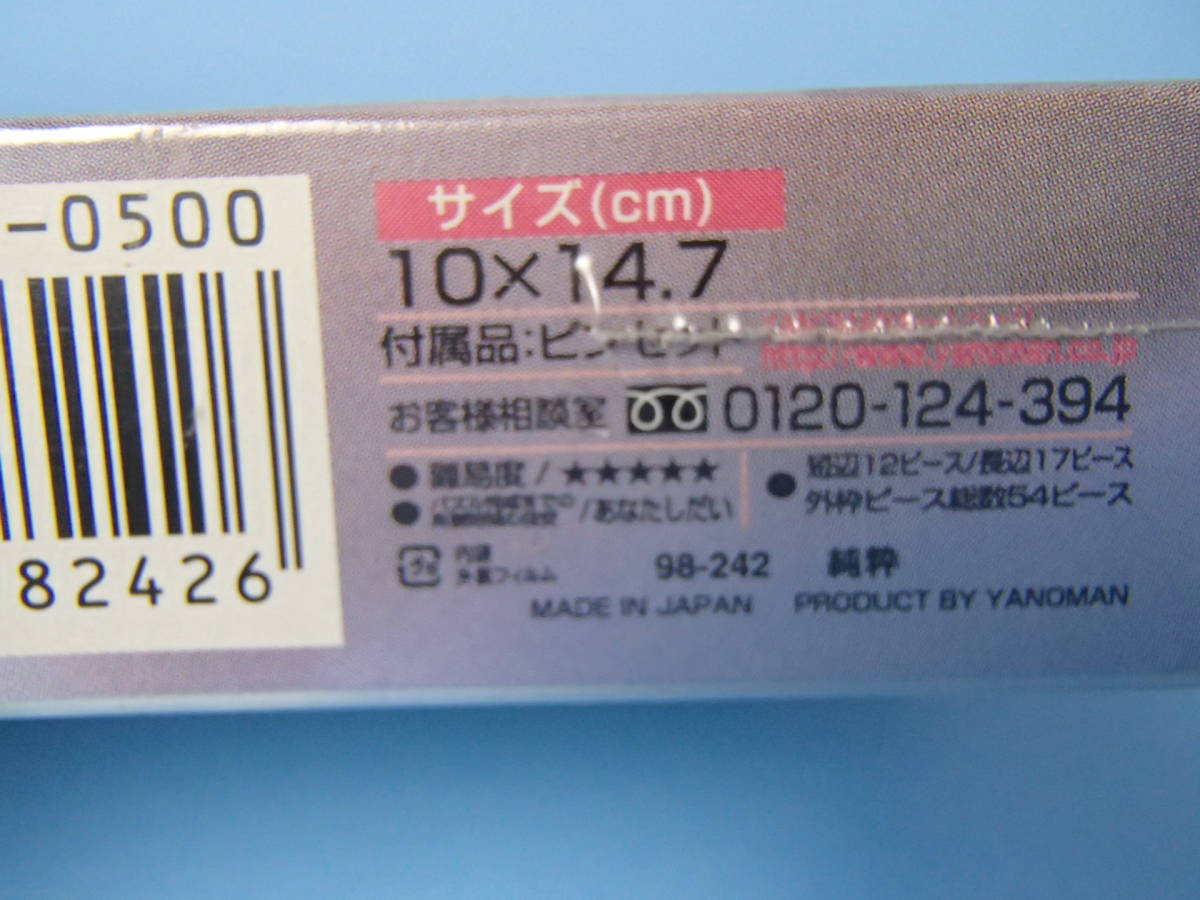 -0500
82426
サイズ(cm)
10×14.7
付属品:ピンセット
http://www.yanoman.co.jp
お客様相談室 0120-124-394
●難易度/★★★★★
/あなたしだい
●短辺12ピース/長辺17ピース
外枠ピース総数54ピース
プラ
内袋
外装フィルム
98-242 純粋
MADE IN JAPAN PRODUCT BY YANOMAN